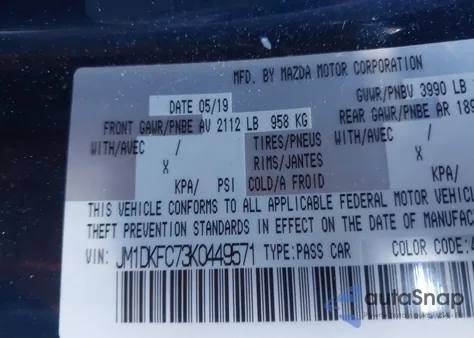 MFD. BY MAZDA MOTOR CORPORATION
DATE 05/19
GVWR/PNBV 3990 LB
FRONT GAWR/PNBE AV 2112 LB 958 KG
REAR GAWR/PNBE AR 189
WITH/AVEC / TIRES/PNEUS WITH/AVEC /
X RIMS/JANTES X
KPA/ PSI COLD/A FROID KPA/
THIS VEHICLE CONFORMS TO ALL APPLICABLE FEDERAL MOTOR VEHIC
THEFT PREVENTION STANDARDS IN EFFECT ON THE DATE OF MANUFAC
VIN: JM1DKFC73K0449571 TYPE:PASS CAR COLOR CODE:
autoSnap